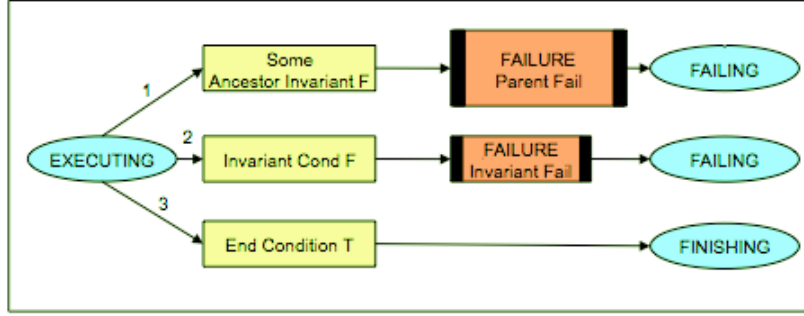 1
Some
Ancestor Invariant F
FAILURE
Parent Fail
FAILING
EXECUTING
2
Invariant Cond F
FAILURE
Invariant Fail
FAILING
3
End Condition T
FINISHING